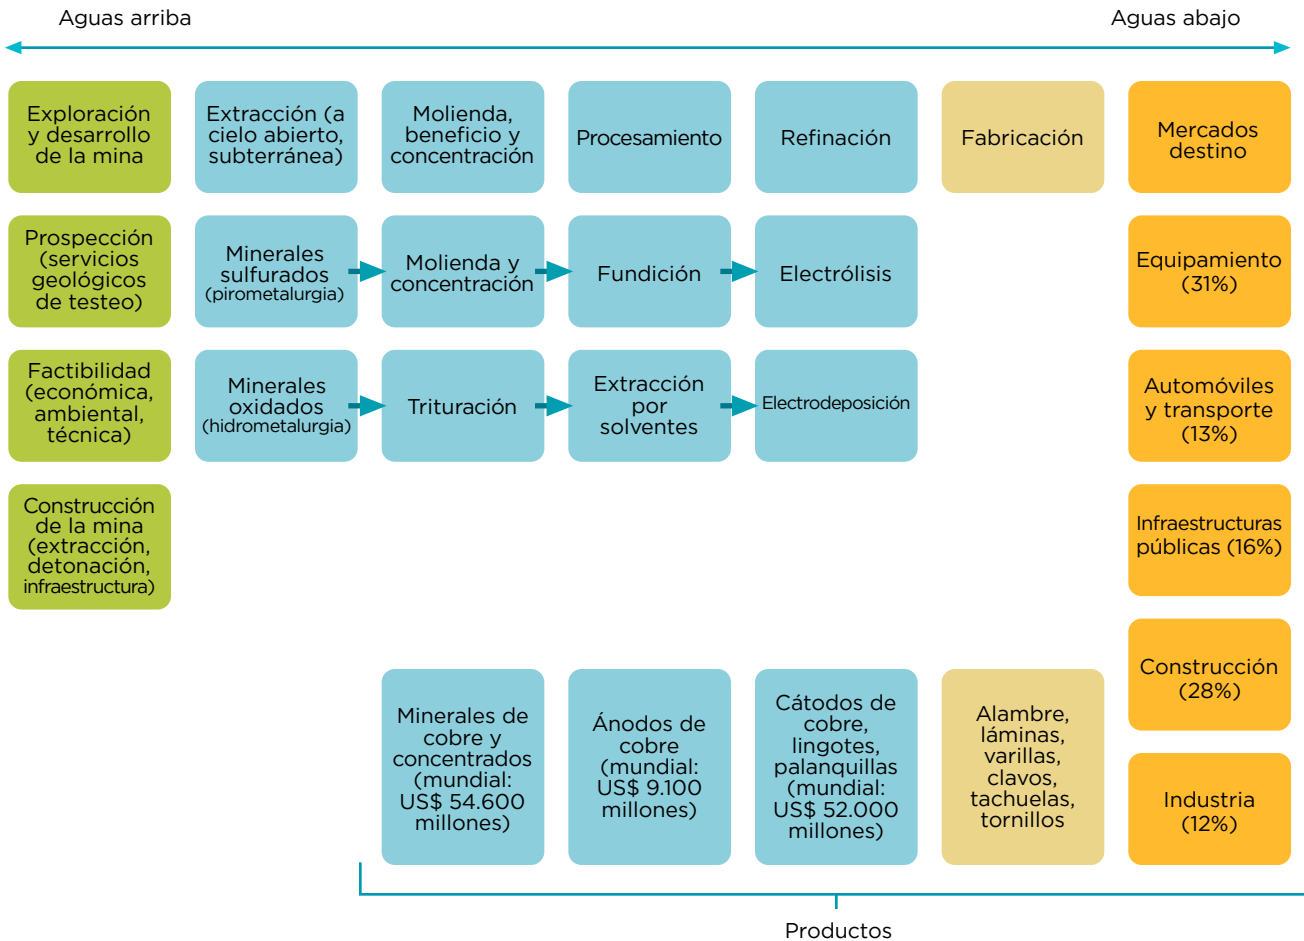 Aguas arriba
Aguas abajo
Exploración
y desarrollo
de la mina
Extracción (a
cielo abierto,
subterránea)
Molienda,
beneficio y
concentración
Procesamiento
Refinación
Fabricación
Mercados
destino
Prospección
(servicios
geológicos
de testeo)
Minerales
sulfurados
(pirometalurgia)
Molienda y
concentración
Fundición
Electrólisis
Equipamiento
(31%)
Factibilidad
(económica,
ambiental,
técnica)
Minerales
oxidados
(hidrometalurgia)
Trituración
Extracción
por
solventes
Electrodeposición
Automóviles
y transporte
(13%)
Construcción
de la mina
(extracción,
detonación,
infraestructura)
Infraestructuras
públicas (16%)
Construcción
(28%)
Minerales de
cobre y
concentrados
(mundial:
US$ 54.600
millones)
Ánodos de
cobre
(mundial:
US$ 9.100
millones)
Cátodos de
cobre,
lingotes,
palanquillas
(mundial:
US$ 52.000
millones)
Alambre,
láminas,
varillas,
clavos,
tachuelas,
tornillos
Industria
(12%)
Productos